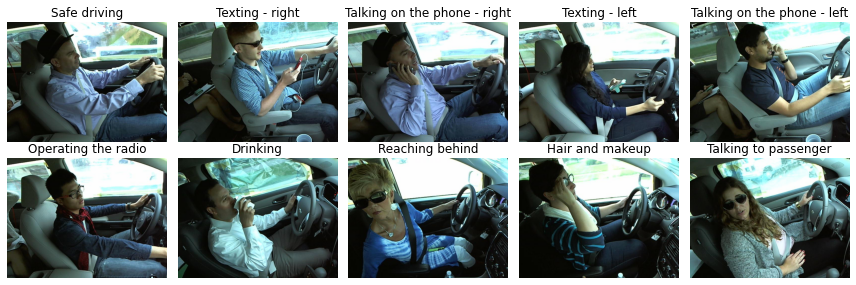 Safe driving
Texting - right
Talking on the phone - right
Texting - left
Talking on the phone - left
Operating the radio
Drinking
Reaching behind
Hair and makeup
Talking to passenger